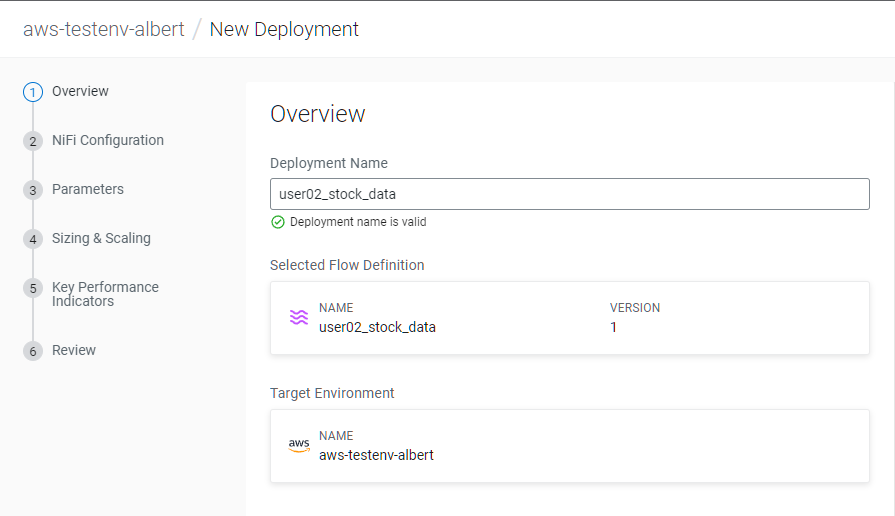 aws-testenv-albert / New Deployment
1 Overview
2 NiFi Configuration
3 Parameters
4 Sizing & Scaling
5 Key Performance
Indicators
6 Review
Overview
Deployment Name
user02_stock_data
Deployment name is valid
Selected Flow Definition
NAME VERSION
user02_stock_data 1
Target Environment
aws NAME
aws-testenv-albert